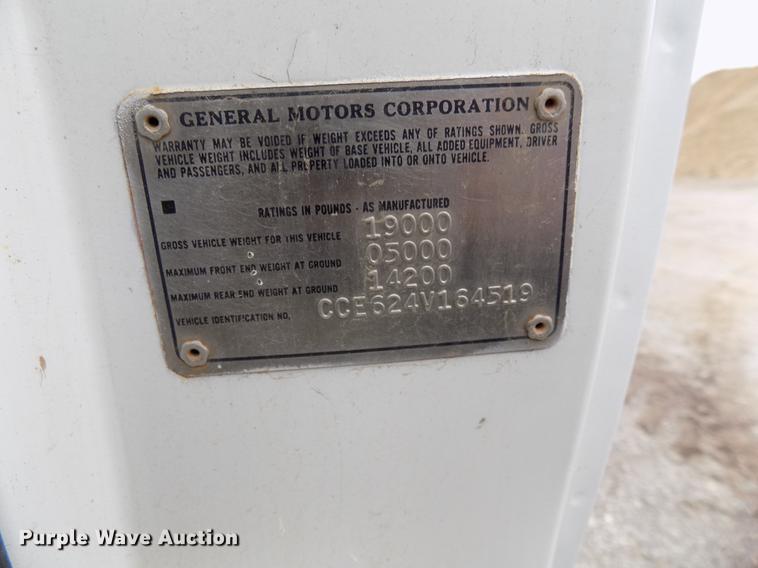 GENERAL MOTORS CORPORATION
WARRANTY MAY BE VOIDED IF WEIGHT EXCEEDS ANY OF RATINGS SHOWN. GROSS
VEHICLE WEIGHT INCLUDES WEIGHT OF BASE VEHICLE, ALL ADDED EQUIPMENT, DRIVER
AND PASSENGERS, AND ALL PROPERTY LOADED INTO OR ONTO VEHICLE.
RATINGS IN POUNDS - AS MANUFACTURED
GROSS VEHICLE WEIGHT FOR THIS VEHICLE 19000
MAXIMUM FRONT END WEIGHT AT GROUND 05000
MAXIMUM REAR END WEIGHT AT GROUND 14200
VEHICLE IDENTIFICATION NO. CCE624V164519
Purple Wave Auction